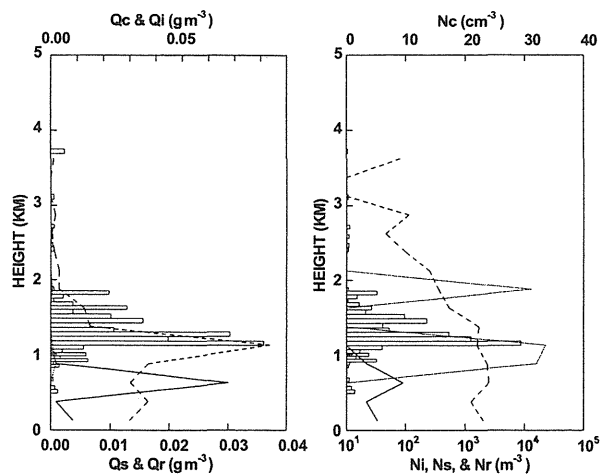 Qc & Qi (g m⁻³)
0.00 0.05
5
4
3
2
1
0
HEIGHT (KM)
0.00 0.01 0.02 0.03 0.04
Qs & Qr (g m⁻³)
Nc (cm⁻³)
0 10 20 30 40
5
4
3
2
1
0
HEIGHT (KM)
10¹ 10² 10³ 10⁴ 10⁵
Ni, Ns, & Nr (m⁻³)